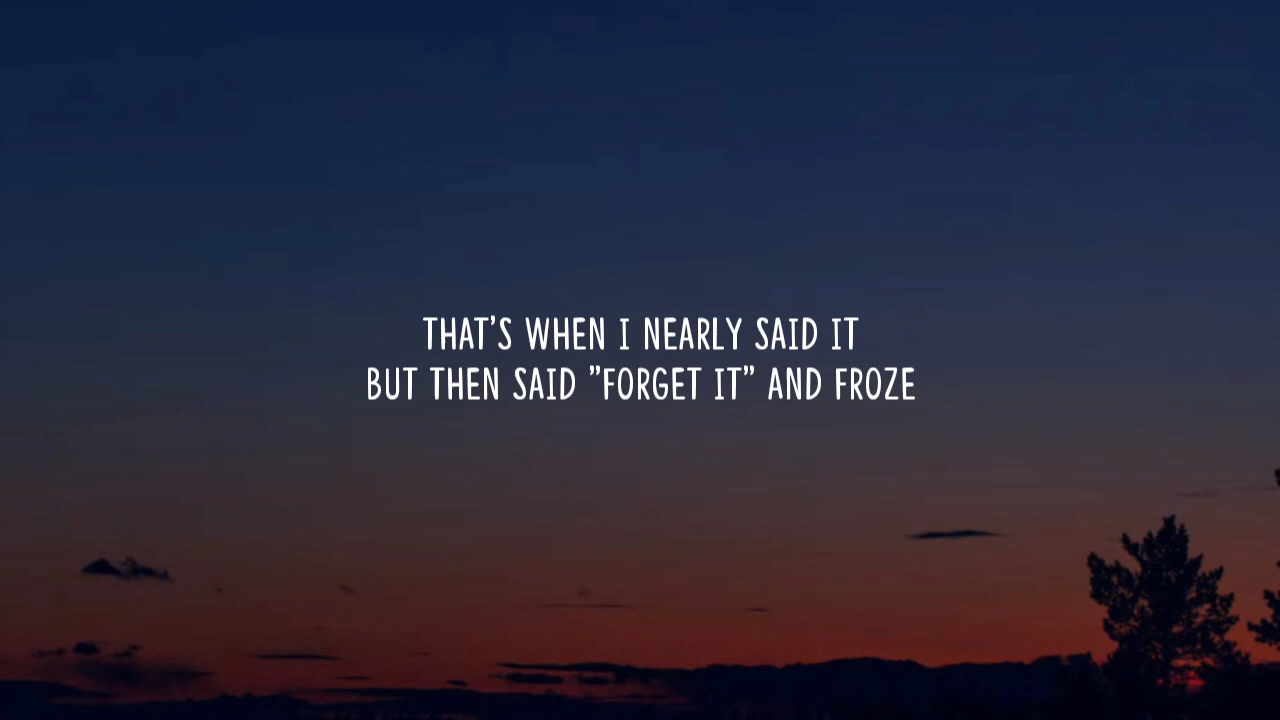 THAT'S WHEN I NEARLY SAID IT
BUT THEN SAID "FORGET IT" AND FROZE